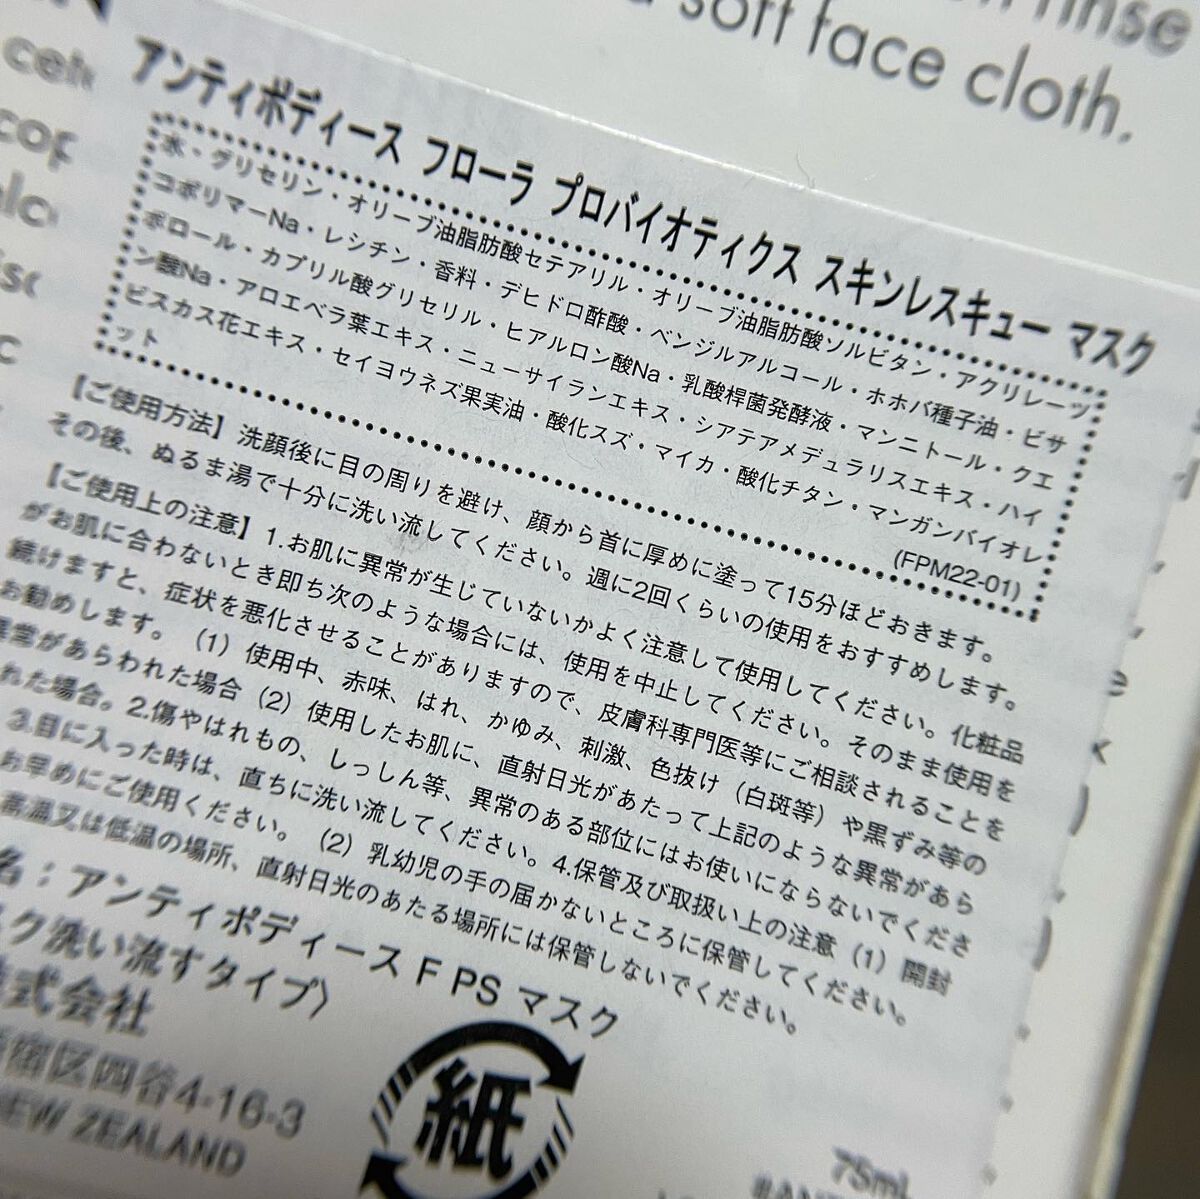 rinse
soft face cloth.
アンティポディース フローラ プロバイオティクス スキンレスキュー マスク
水・グリセリン・オリーブ油脂肪酸セテアリル・オリーブ油脂肪酸ソルビタン・アクリレーツ
コポリマーNa・レシチン・香料・デヒドロ酢酸・ベンジルアルコール・ホホバ種子油・ビサ
ボロール・カプリル酸グリセリル・ヒアルロン酸Na・乳酸桿菌発酵液・マンニトール・クエ
ン酸Na・アロエベラ葉エキス・ニューサイランエキス・シアテアメデュラリスエキス・ハイ
ビスカス花エキス・セイヨウネズ果実油・酸化スズ・マイカ・酸化チタン・マンガンバイオレ
ット
(FPM22-01)
【ご使用方法】洗顔後に目の周りを避け、顔から首に厚めに塗って15分ほどおきます。
その後、ぬるま湯で十分に洗い流してください。週に2回くらいの使用をおすすめします。
【ご使用上の注意】1.お肌に異常が生じていないかよく注意して使用してください。化粧品
がお肌に合わないとき即ち次のような場合には、使用を中止してください。そのまま使用を
続けますと、症状を悪化させることがありますので、皮膚科専門医等にご相談されることを
お勧めします。（1）使用中、赤味、はれ、かゆみ、刺激、色抜け（白斑等）や黒ずみ等の
異常があらわれた場合（2）使用したお肌に、直射日光があたって上記のような異常があら
れた場合。2.傷やはれもの、しっしん等、異常のある部位にはお使いにならないでくださ
3.目に入った時は、直ちに洗い流してください。4.保管及び取扱い上の注意（1）開封
お早めにご使用ください。（2）乳幼児の手の届かないところに保管してください。
高温又は低温の場所、直射日光のあたる場所には保管しないでください。
名：アンティポディース F PS マスク
スク洗い流すタイプ〉
株式会社
新宿区四谷4-16-3
NEW ZEALAND
紙
75mL